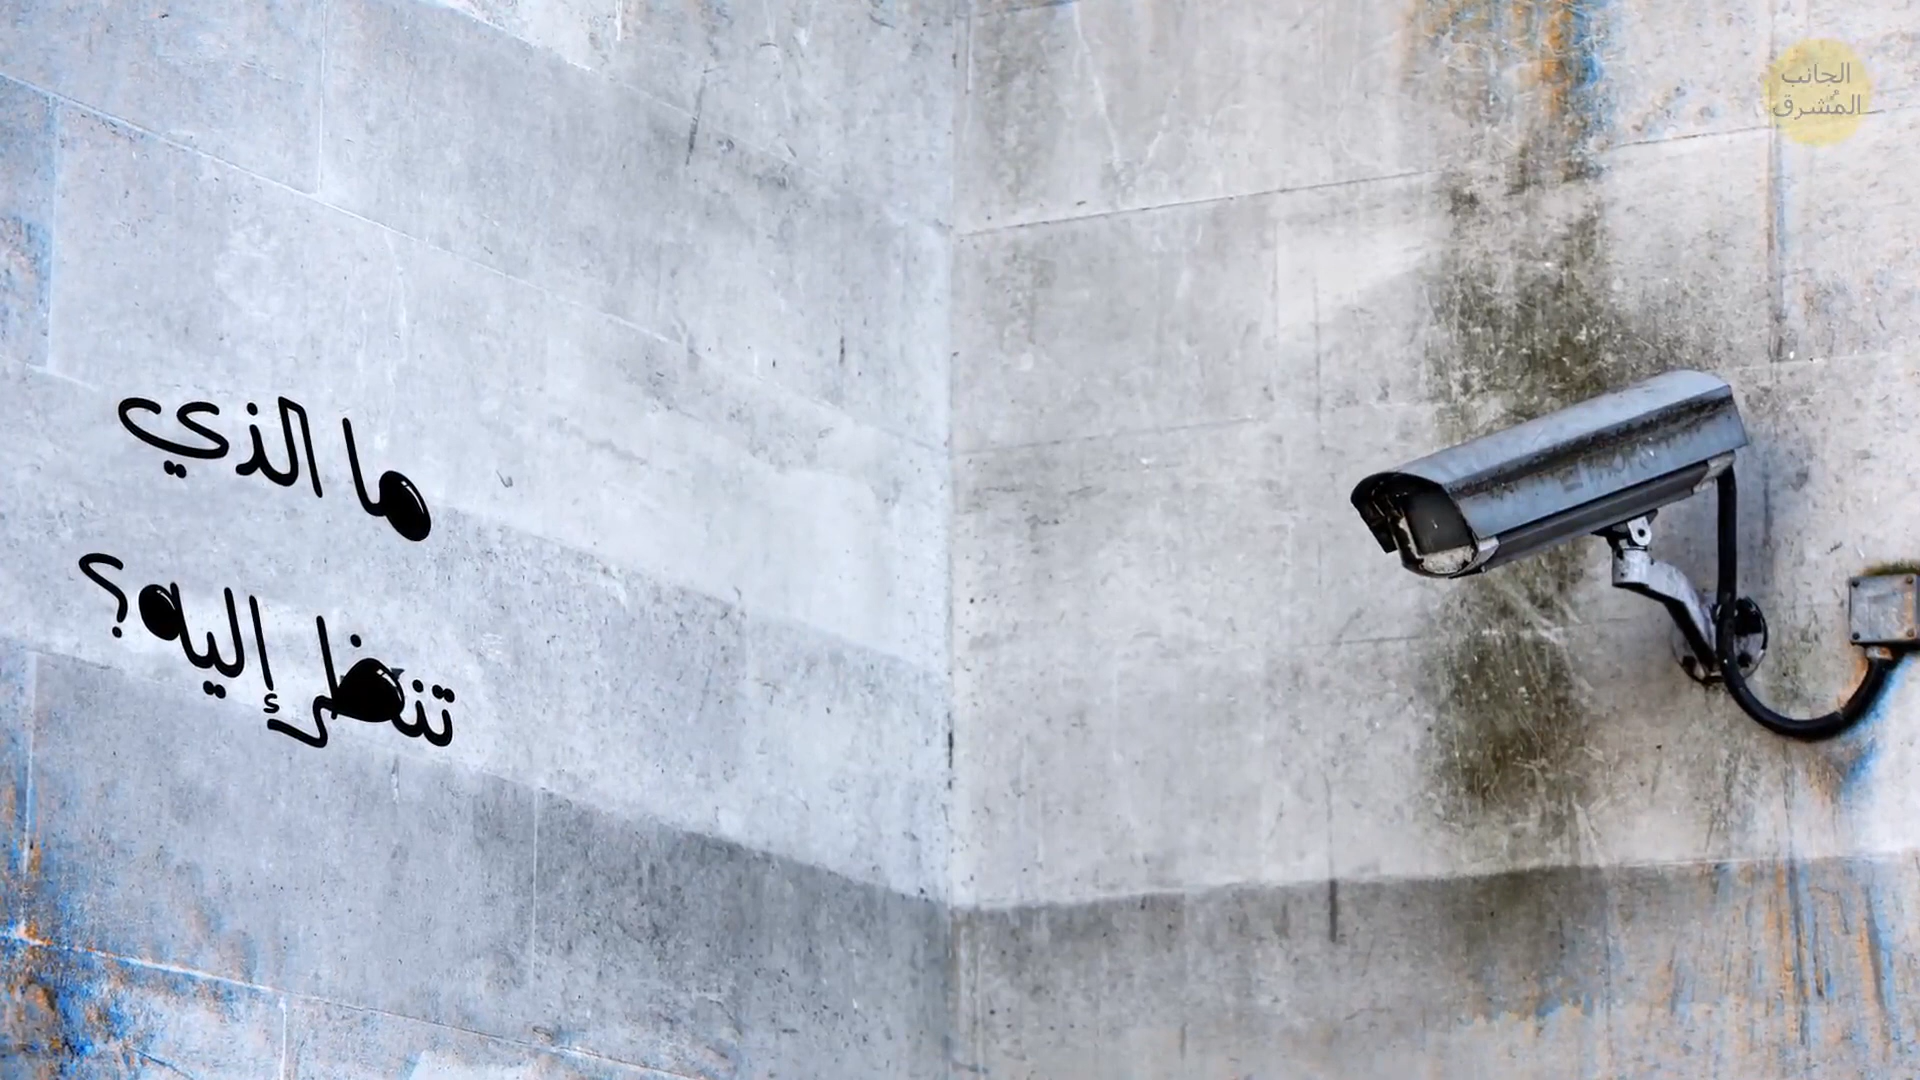 الجانب
المُشرق
ما الذي
تنظر إليه؟